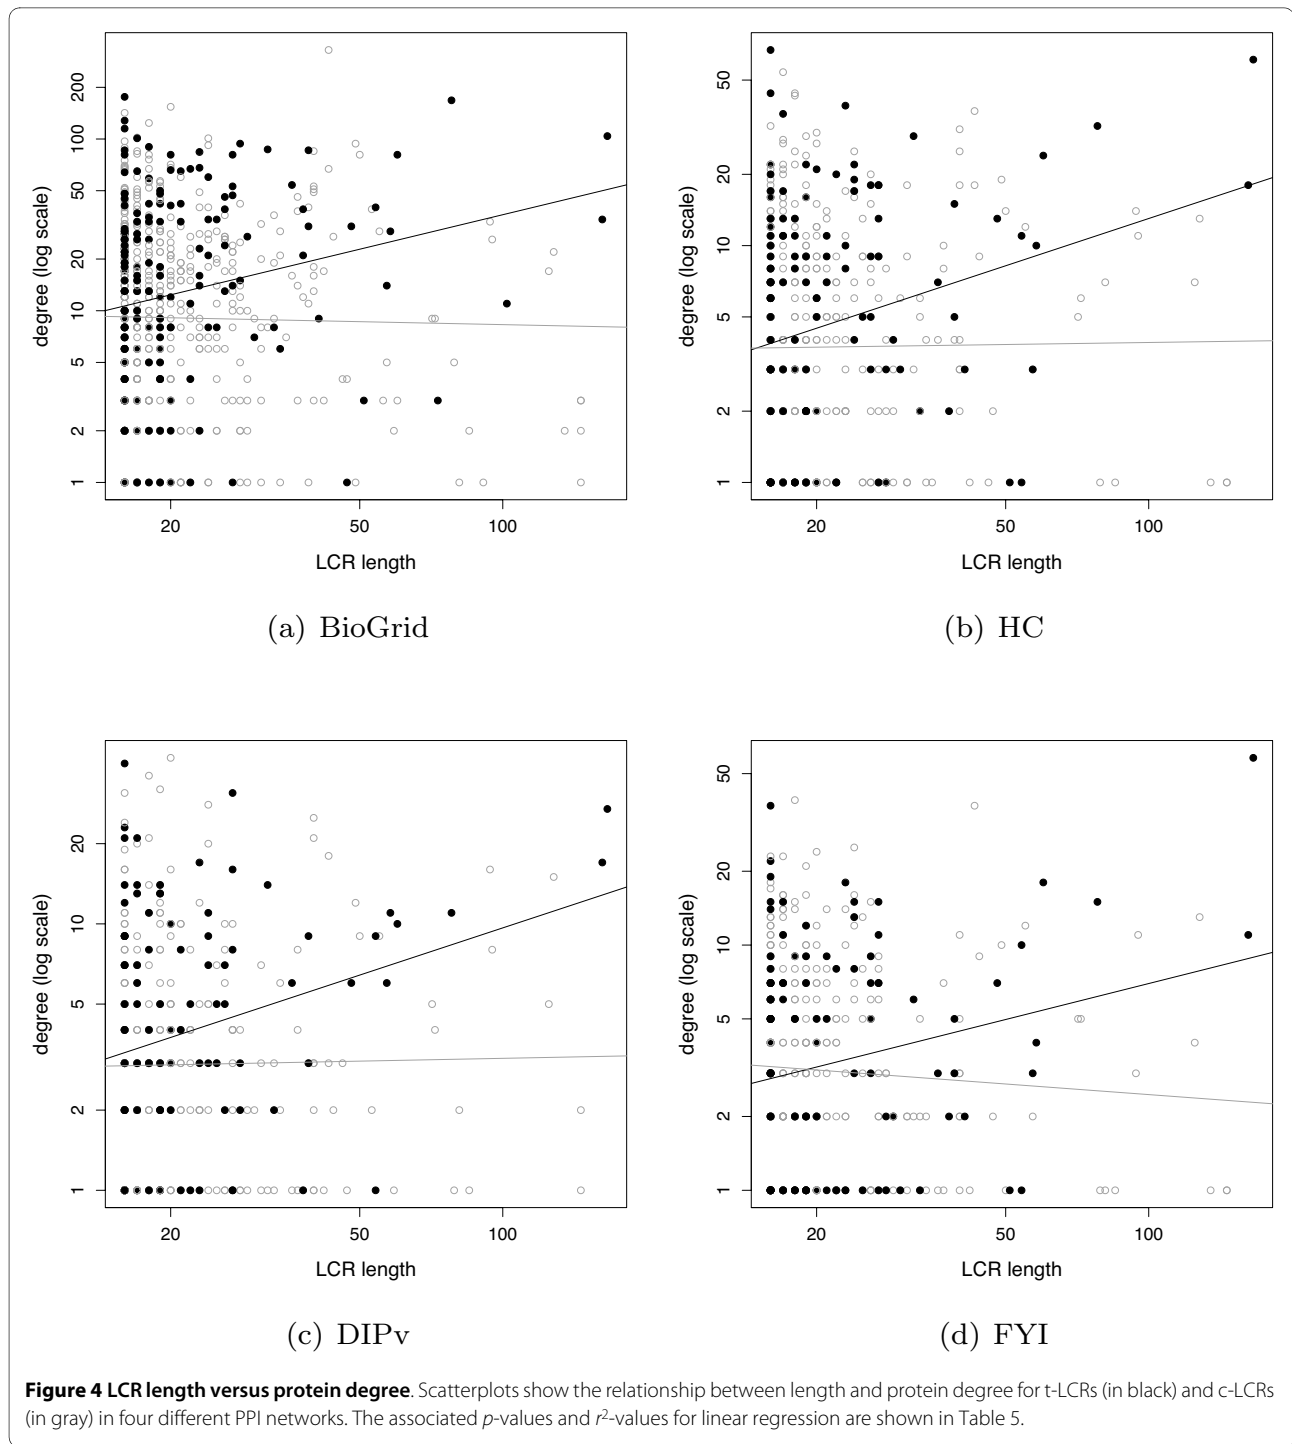 degree (log scale)
200
100
50
20
10
5
2
1
20
50
100
LCR length
(a) BioGrid
degree (log scale)
50
20
10
5
2
1
20
50
100
LCR length
(b) HC
degree (log scale)
20
10
5
2
1
20
50
100
LCR length
(c) DIPv
degree (log scale)
50
20
10
5
2
1
20
50
100
LCR length
(d) FYI
Figure 4 LCR length versus protein degree. Scatterplots show the relationship between length and protein degree for t-LCRs (in black) and c-LCRs
(in gray) in four different PPI networks. The associated p-values and r²-values for linear regression are shown in Table 5.